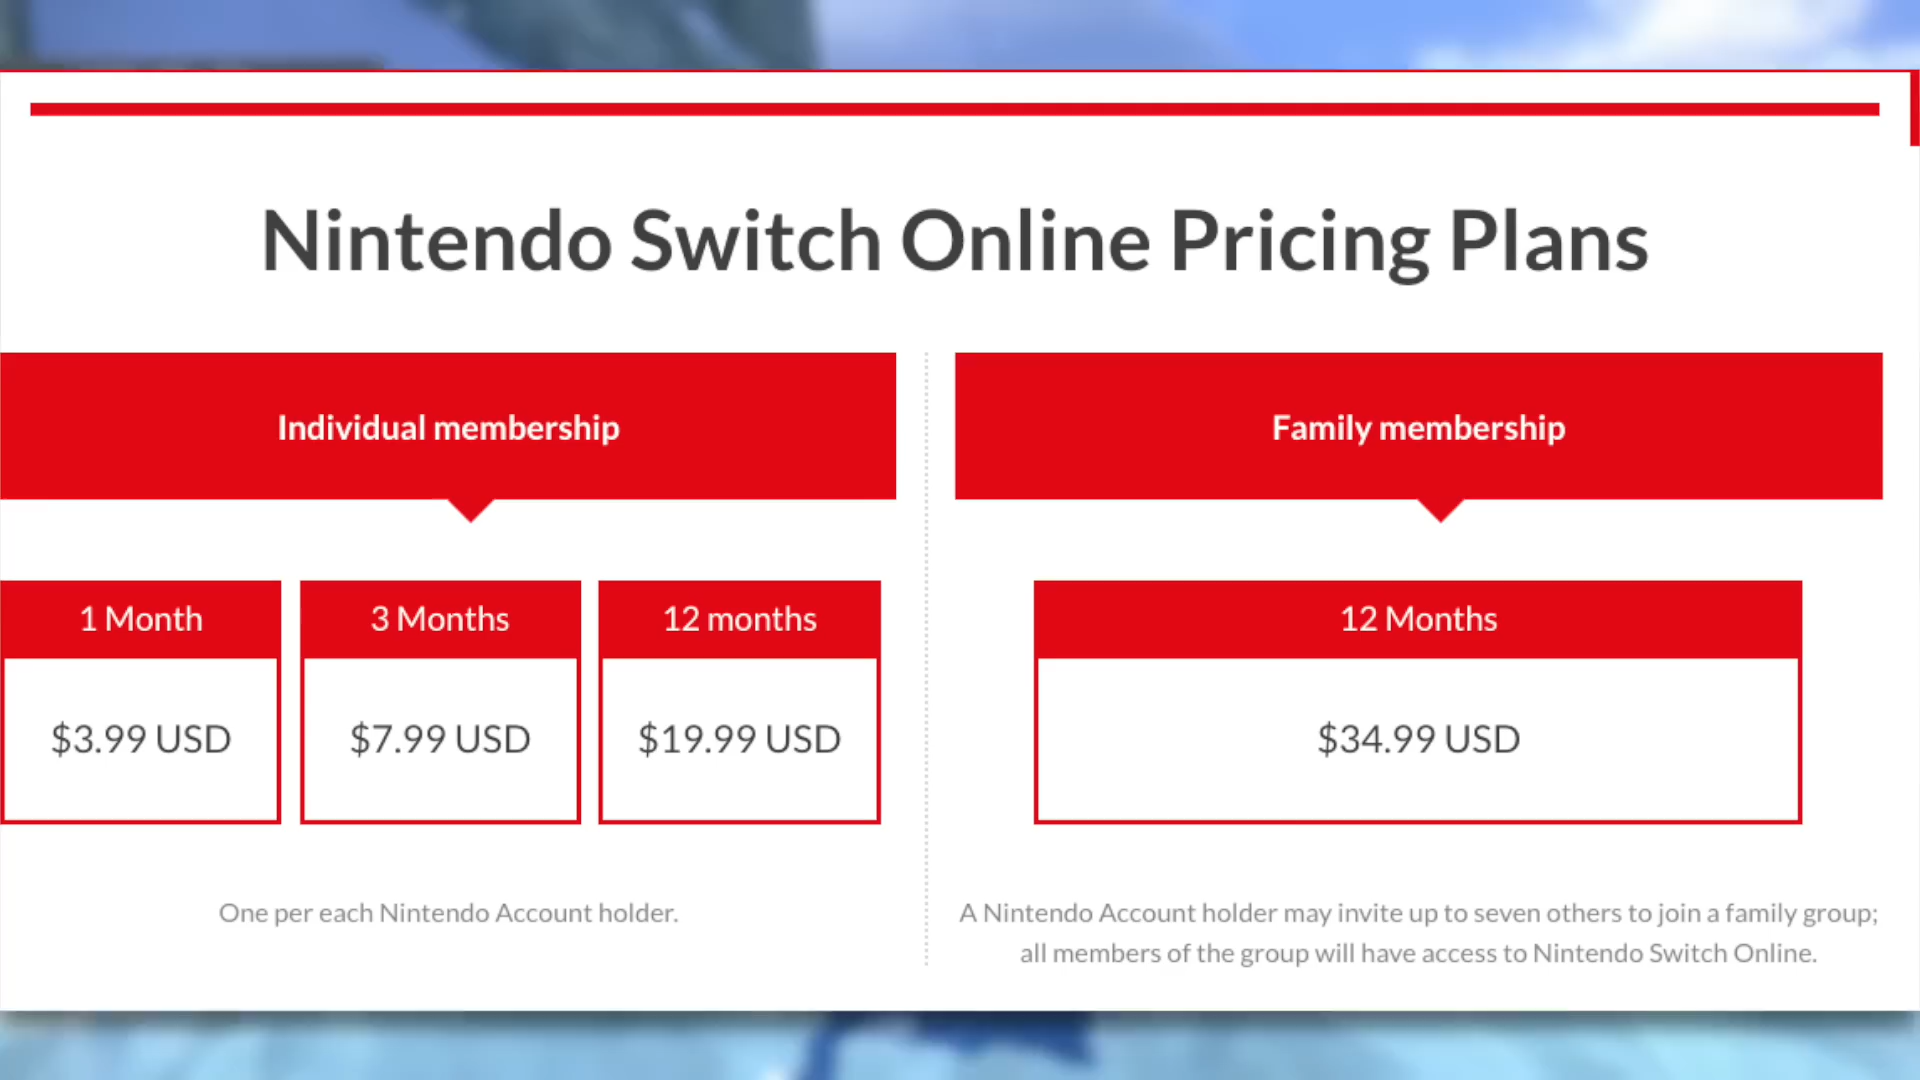 Nintendo Switch Online Pricing Plans
Individual membership
1 Month
3 Months
12 months
$3.99 USD
$7.99 USD
$19.99 USD
One per each Nintendo Account holder.
Family membership
12 Months
$34.99 USD
A Nintendo Account holder may invite up to seven others to join a family group;
all members of the group will have access to Nintendo Switch Online.